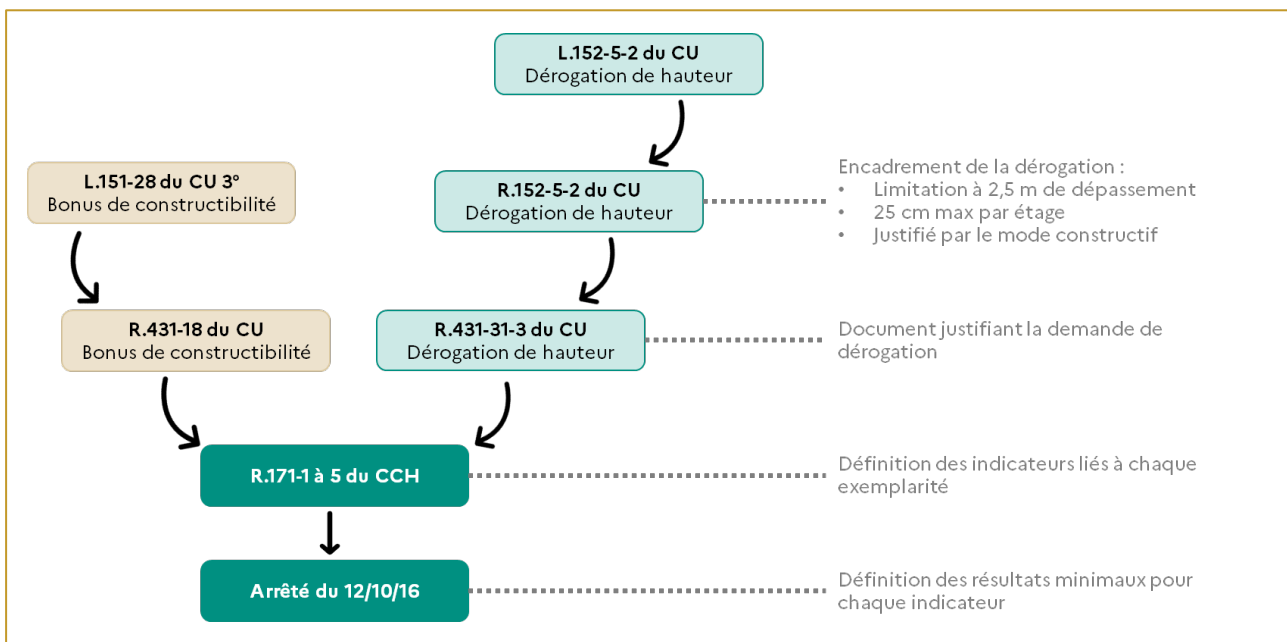 L.152-5-2 du CU
Dérogation de hauteur
L.151-28 du CU 3°
Bonus de constructibilité
R.152-5-2 du CU
Dérogation de hauteur
Encadrement de la dérogation :
• Limitation à 2,5 m de dépassement
• 25 cm max par étage
• Justifié par le mode constructif
R.431-18 du CU
Bonus de constructibilité
R.431-31-3 du CU
Dérogation de hauteur
Document justifiant la demande de
dérogation
R.171-1 à 5 du CCH
Définition des indicateurs liés à chaque
exemplarité
Arrêté du 12/10/16
Définition des résultats minimaux pour
chaque indicateur